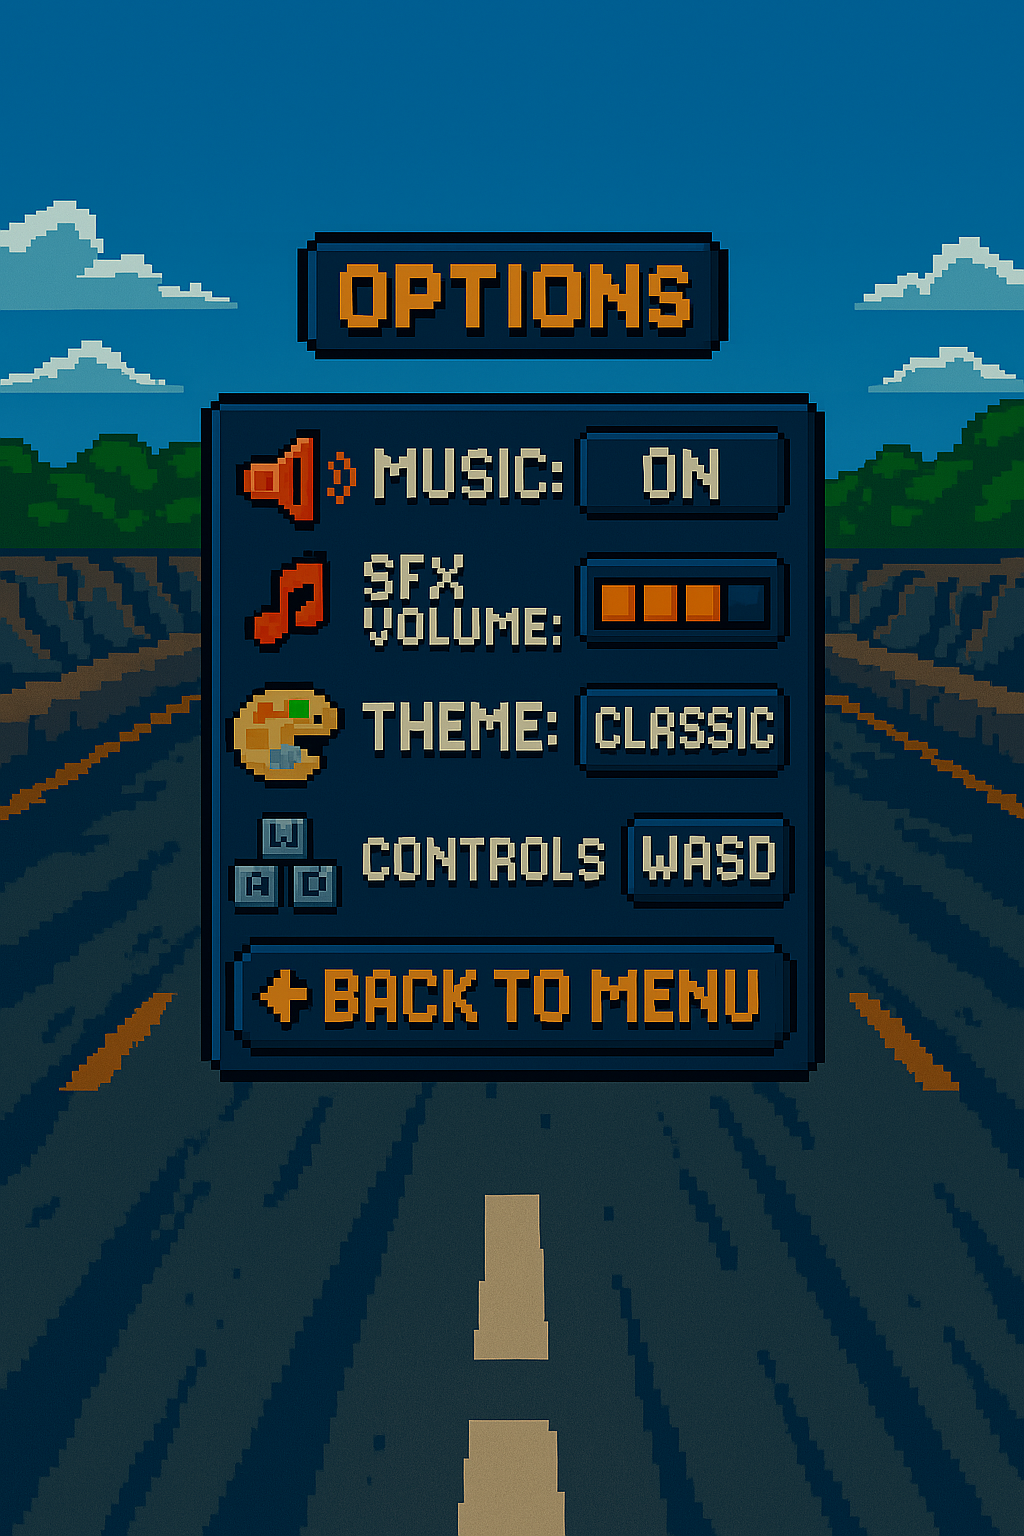 OPTIONS
MUSIC: ON
SFX
VOLUME:
THEME: CLASSIC
W
A D
CONTROLS WASD
BACK TO MENU